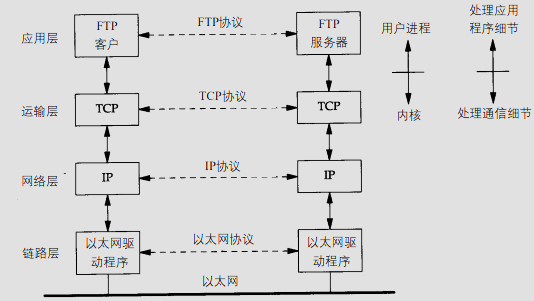 应用层
FTP
客户
FTP协议
FTP
服务器
用户进程
处理应用
程序细节
运输层
TCP
TCP协议
TCP
内核
处理通信细节
网络层
IP
IP协议
IP
链路层
以太网驱
动程序
以太网协议
以太网驱
动程序
以太网